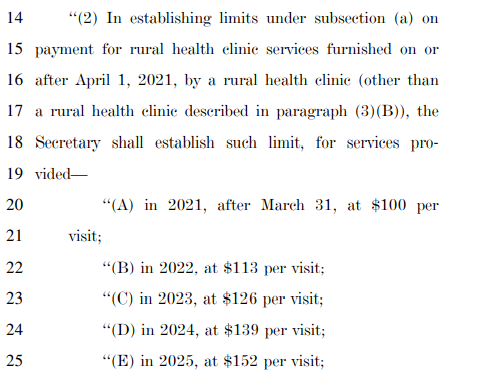 14 “(2) In establishing limits under subsection (a) on
15 payment for rural health clinic services furnished on or
16 after April 1, 2021, by a rural health clinic (other than
17 a rural health clinic described in paragraph (3)(B)), the
18 Secretary shall establish such limit, for services pro-
19 vided—
20 “(A) in 2021, after March 31, at $100 per
21 visit;
22 “(B) in 2022, at $113 per visit;
23 “(C) in 2023, at $126 per visit;
24 “(D) in 2024, at $139 per visit;
25 “(E) in 2025, at $152 per visit;